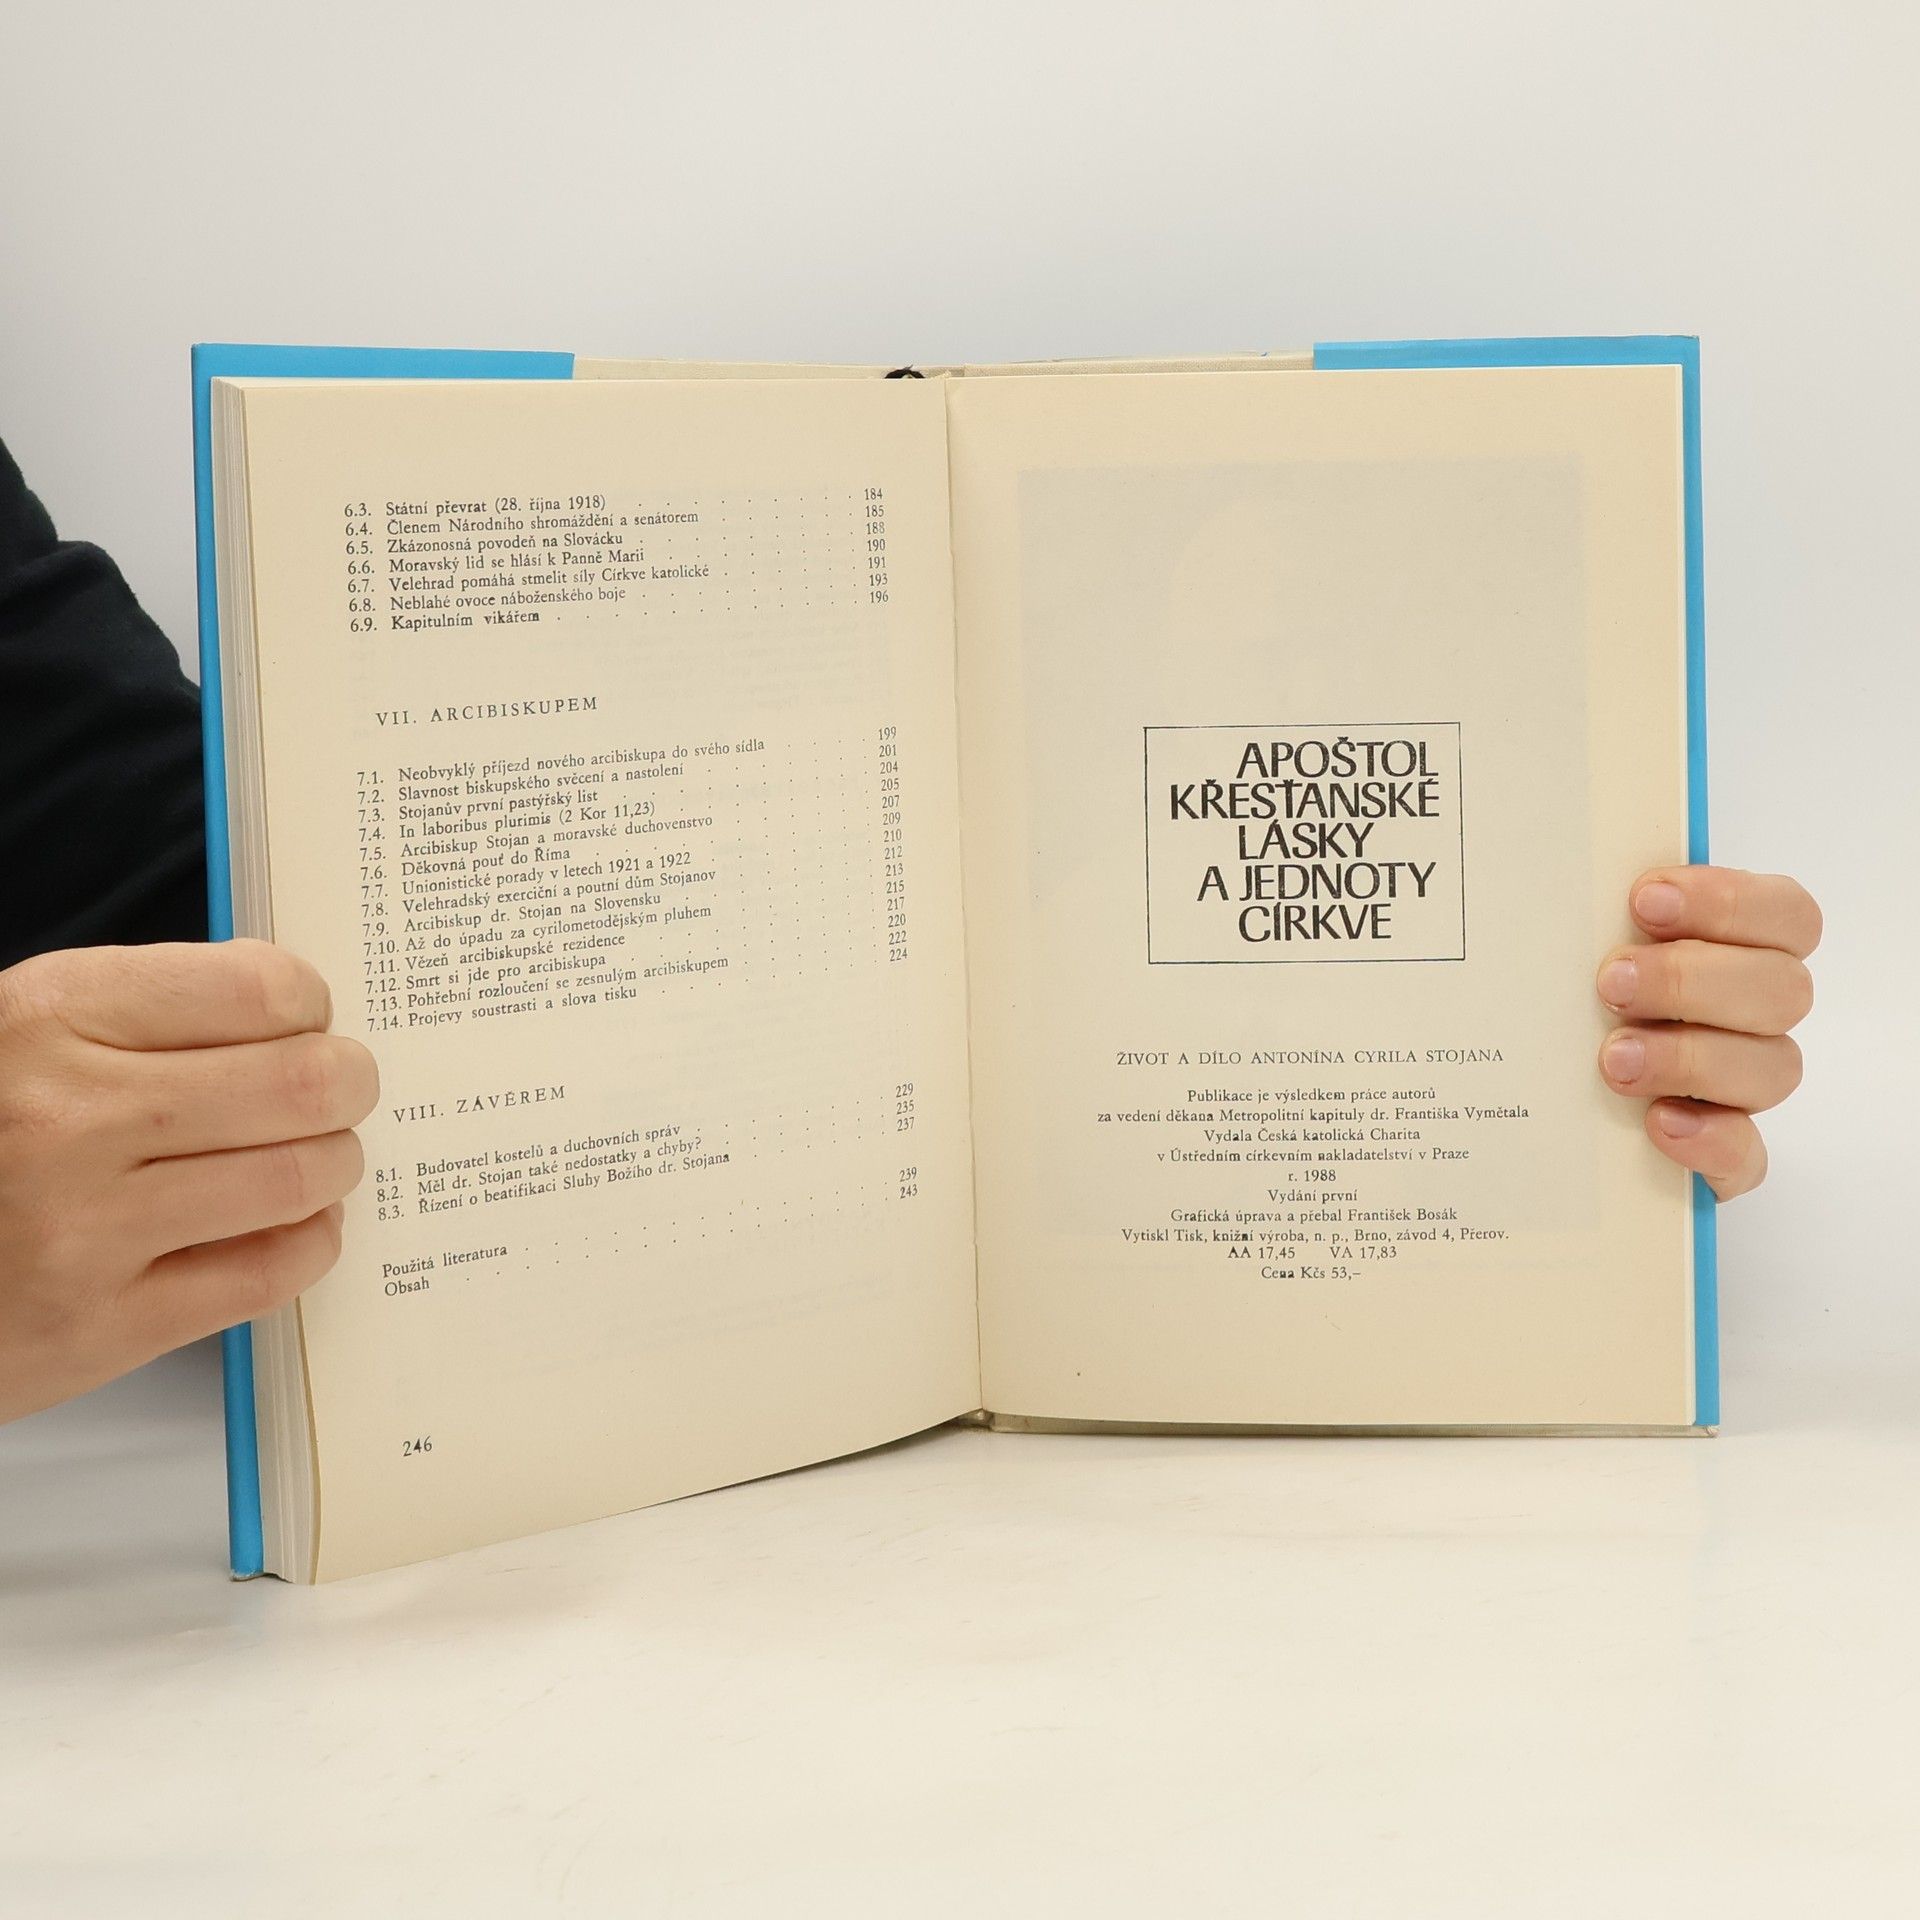 6.3. Státní převrat (28. října 1918) . . . . . . . . 184
6.4. Členem Národního shromáždění a senátorem . . . . . 185
6.5. Zkázonosná povodeň na Slovácku . . . . . . . . 188
6.6. Moravský lid se hlásí k Panně Marii . . . . . . . 190
6.7. Velehrad pomáhá stmelit síly Církve katolické . . . . . 191
6.8. Neblahé ovoce náboženského boje . . . . . . . . 193
6.9. Kapitulním vikářem . . . . . . . . . . . 196
VII. ARCIBISKUPEM
7.1. Neobvyklý příjezd nového arcibiskupa do svého sídla . . . . 199
7.2. Slavnost biskupského svěcení a nastolení . . . . . . 201
7.3. Stojanův první pastýřský list . . . . . . . . . 204
7.4. In laboribus plurimis (2 Kor 11,23) . . . . . . . 205
7.5. Arcibiskup Stojan a moravské duchovenstvo . . . . . 207
7.6. Děkovná pouť do Říma . . . . . . . . . . 209
7.7. Unionistické porady v letech 1921 a 1922 . . . . . . 210
7.8. Velehradský exerciční a poutní dům Stojanov . . . . . 212
7.9. Arcibiskup dr. Stojan na Slovensku . . . . . . . 213
7.10. Až do úpadu za cyrilometodějským pluhem . . . . . 215
7.11. Vězeň arcibiskupské rezidence . . . . . . . . 217
7.12. Smrt si jde pro arcibiskupa . . . . . . . . . 220
7.13. Pohřební rozloučení se zesnulým arcibiskupem . . . . . 222
7.14. Projevy soustrasti a slova tisku . . . . . . . . 224
VIII. ZÁVĚREM
8.1. Budovatel kostelů a duchovních správ . . . . . . . 229
8.2. Měl dr. Stojan také nedostatky a chyby? . . . . . . 235
8.3. Řízení o beatifikaci Sluhy Božího dr. Stojana . . . . . 237
Použitá literatura . . . . . . . . . . . . 239
Obsah . . . . . . . . . . . . . . 243
246
APOŠTOL
KŘESŤANSKÉ
LÁSKY
A JEDNOTY
CÍRKVE
ŽIVOT A DÍLO ANTONÍNA CYRILA STOJANA
Publikace je výsledkem práce autorů
za vedení děkana Metropolitní kapituly dr. Františka Vymětala
Vydala Česká katolická Charita
v Ústředním církevním nakladatelství v Praze
r. 1988
Vydání první
Grafická úprava a přebal František Bosák
Vytiskl Tisk, knižní výroba, n. p., Brno, závod 4, Přerov.
AA 17,45 VA 17,83
Cena Kčs 53,–